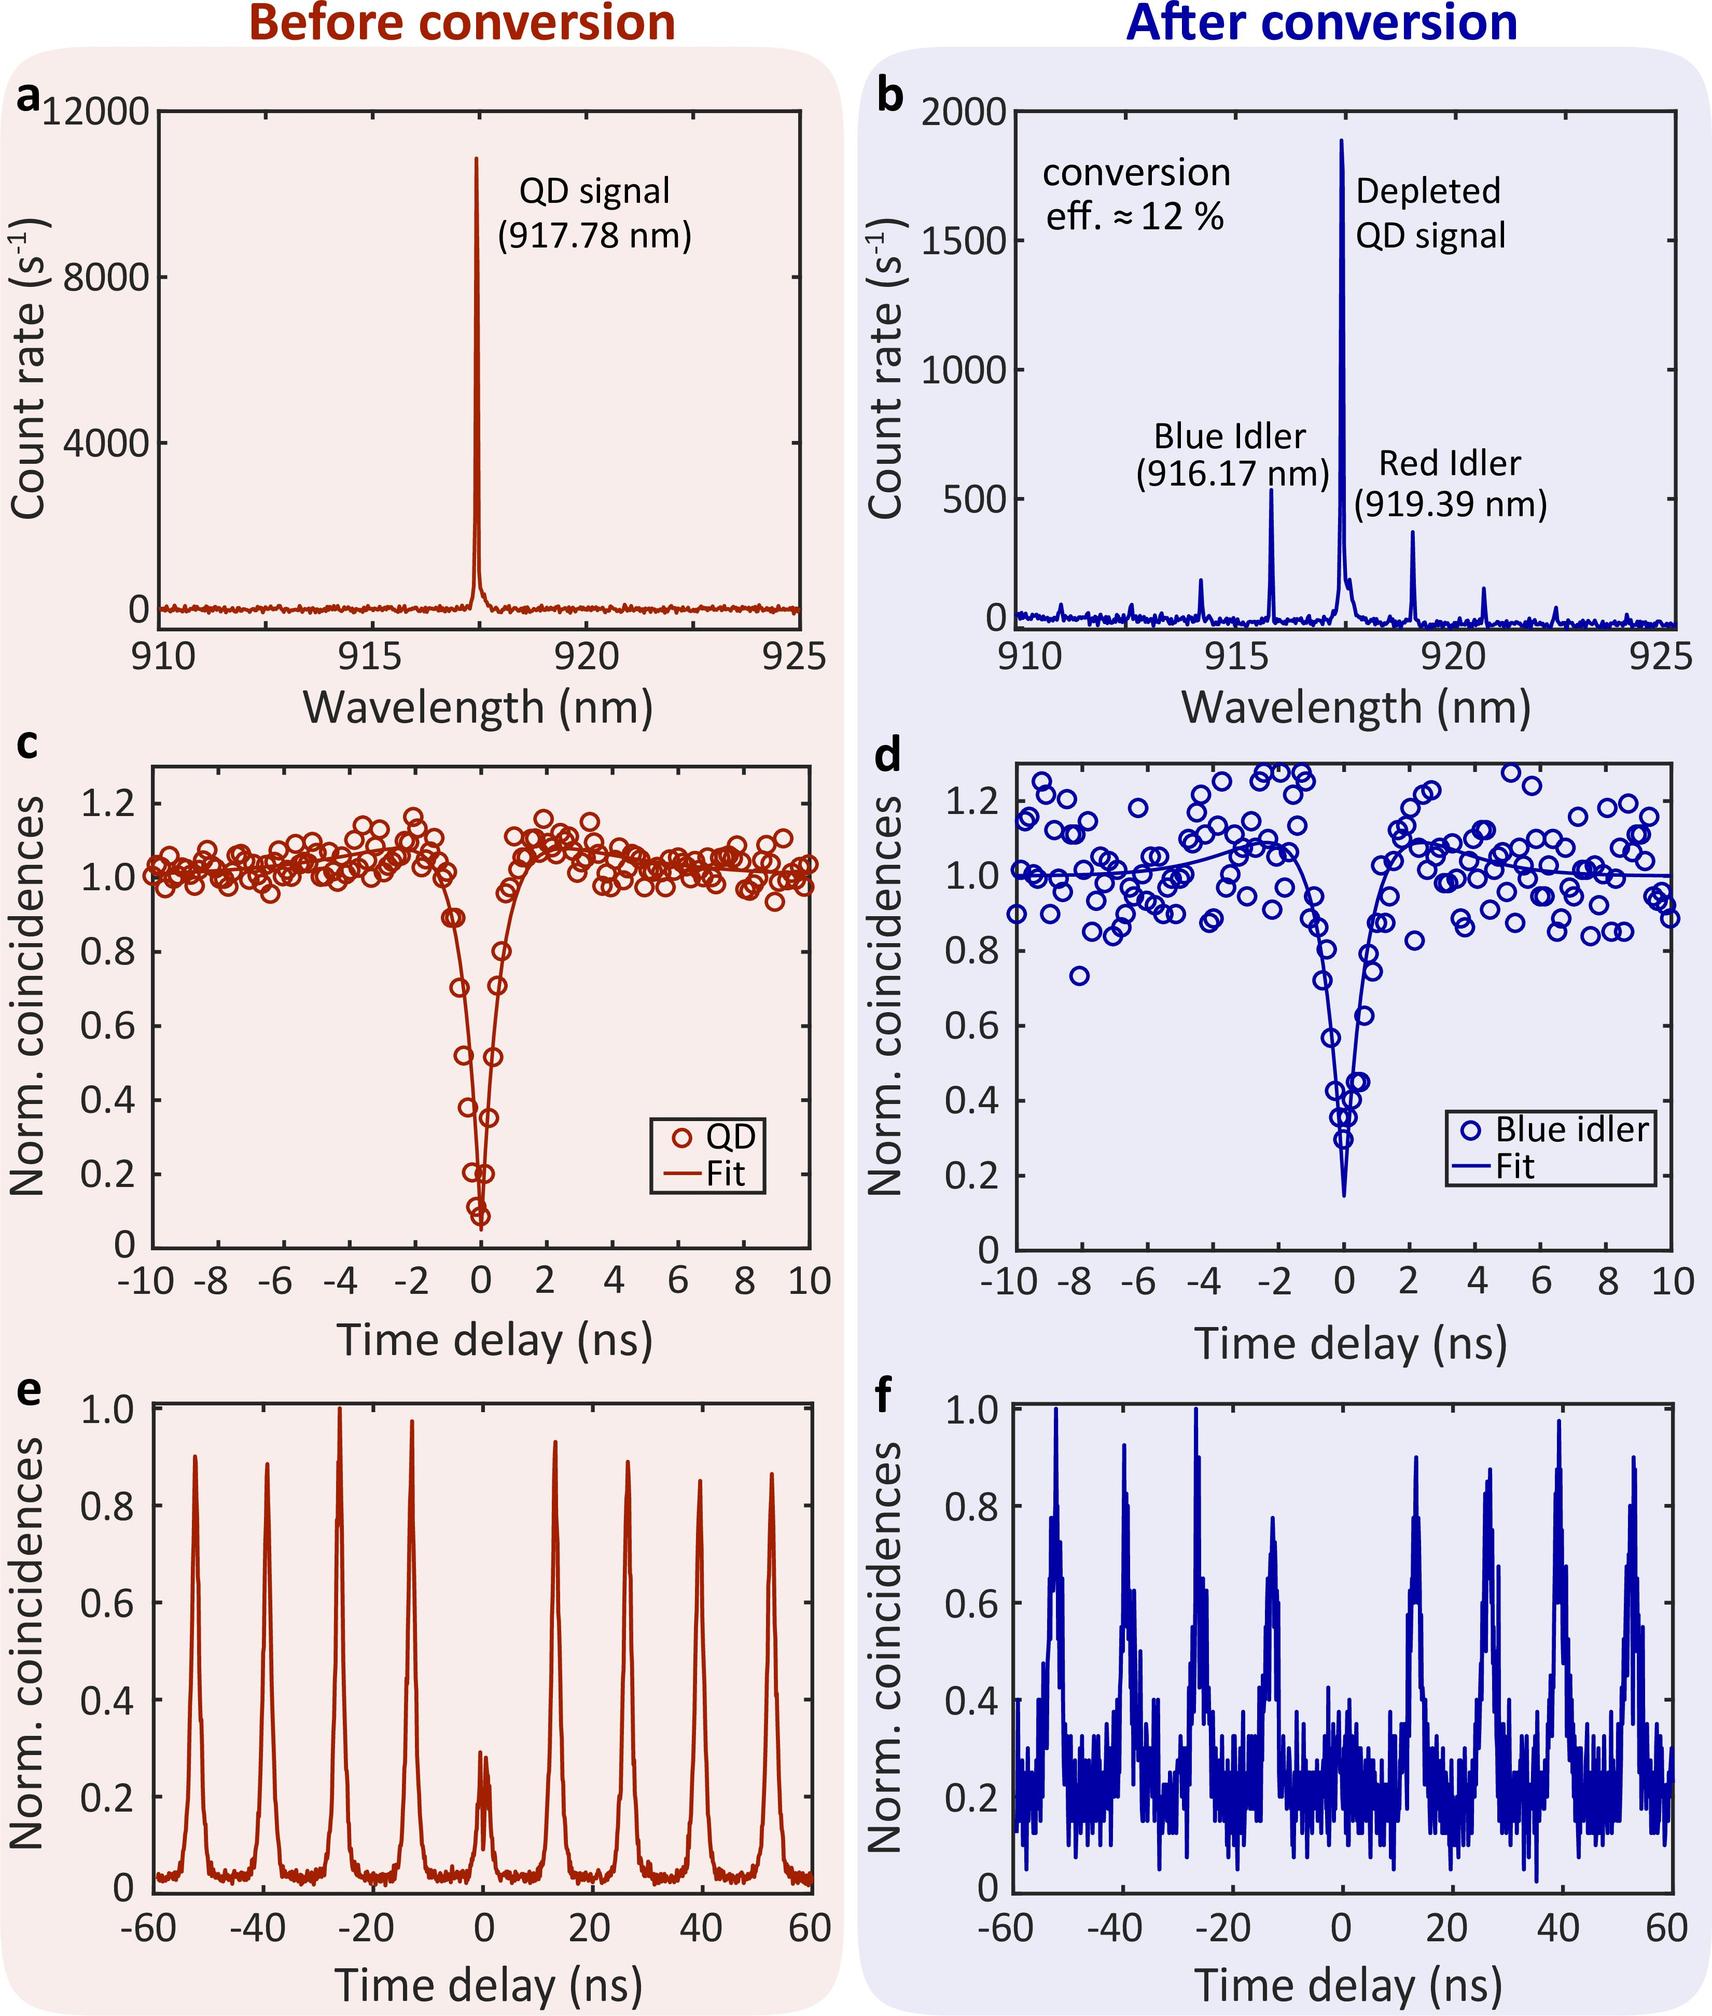 Before conversion
After conversion
a
12000
8000
4000
0
Count rate (s-1)
QD signal
(917.78 nm)
910 915 920 925
Wavelength (nm)
b
2000
1500
1000
500
0
Count rate (s-1)
conversion
eff. ≈ 12 %
Depleted
QD signal
Blue Idler
(916.17 nm)
Red Idler
(919.39 nm)
910 915 920 925
Wavelength (nm)
c
1.2
1.0
0.8
0.6
0.4
0.2
0
Norm. coincidences
QD
Fit
-10 -8 -6 -4 -2 0 2 4 6 8 10
Time delay (ns)
d
1.2
1.0
0.8
0.6
0.4
0.2
0
Norm. coincidences
Blue idler
Fit
-10 -8 -6 -4 -2 0 2 4 6 8 10
Time delay (ns)
e
1.0
0.8
0.6
0.4
0.2
0
Norm. coincidences
-60 -40 -20 0 20 40 60
Time delay (ns)
f
1.0
0.8
0.6
0.4
0.2
0
Norm. coincidences
-60 -40 -20 0 20 40 60
Time delay (ns)